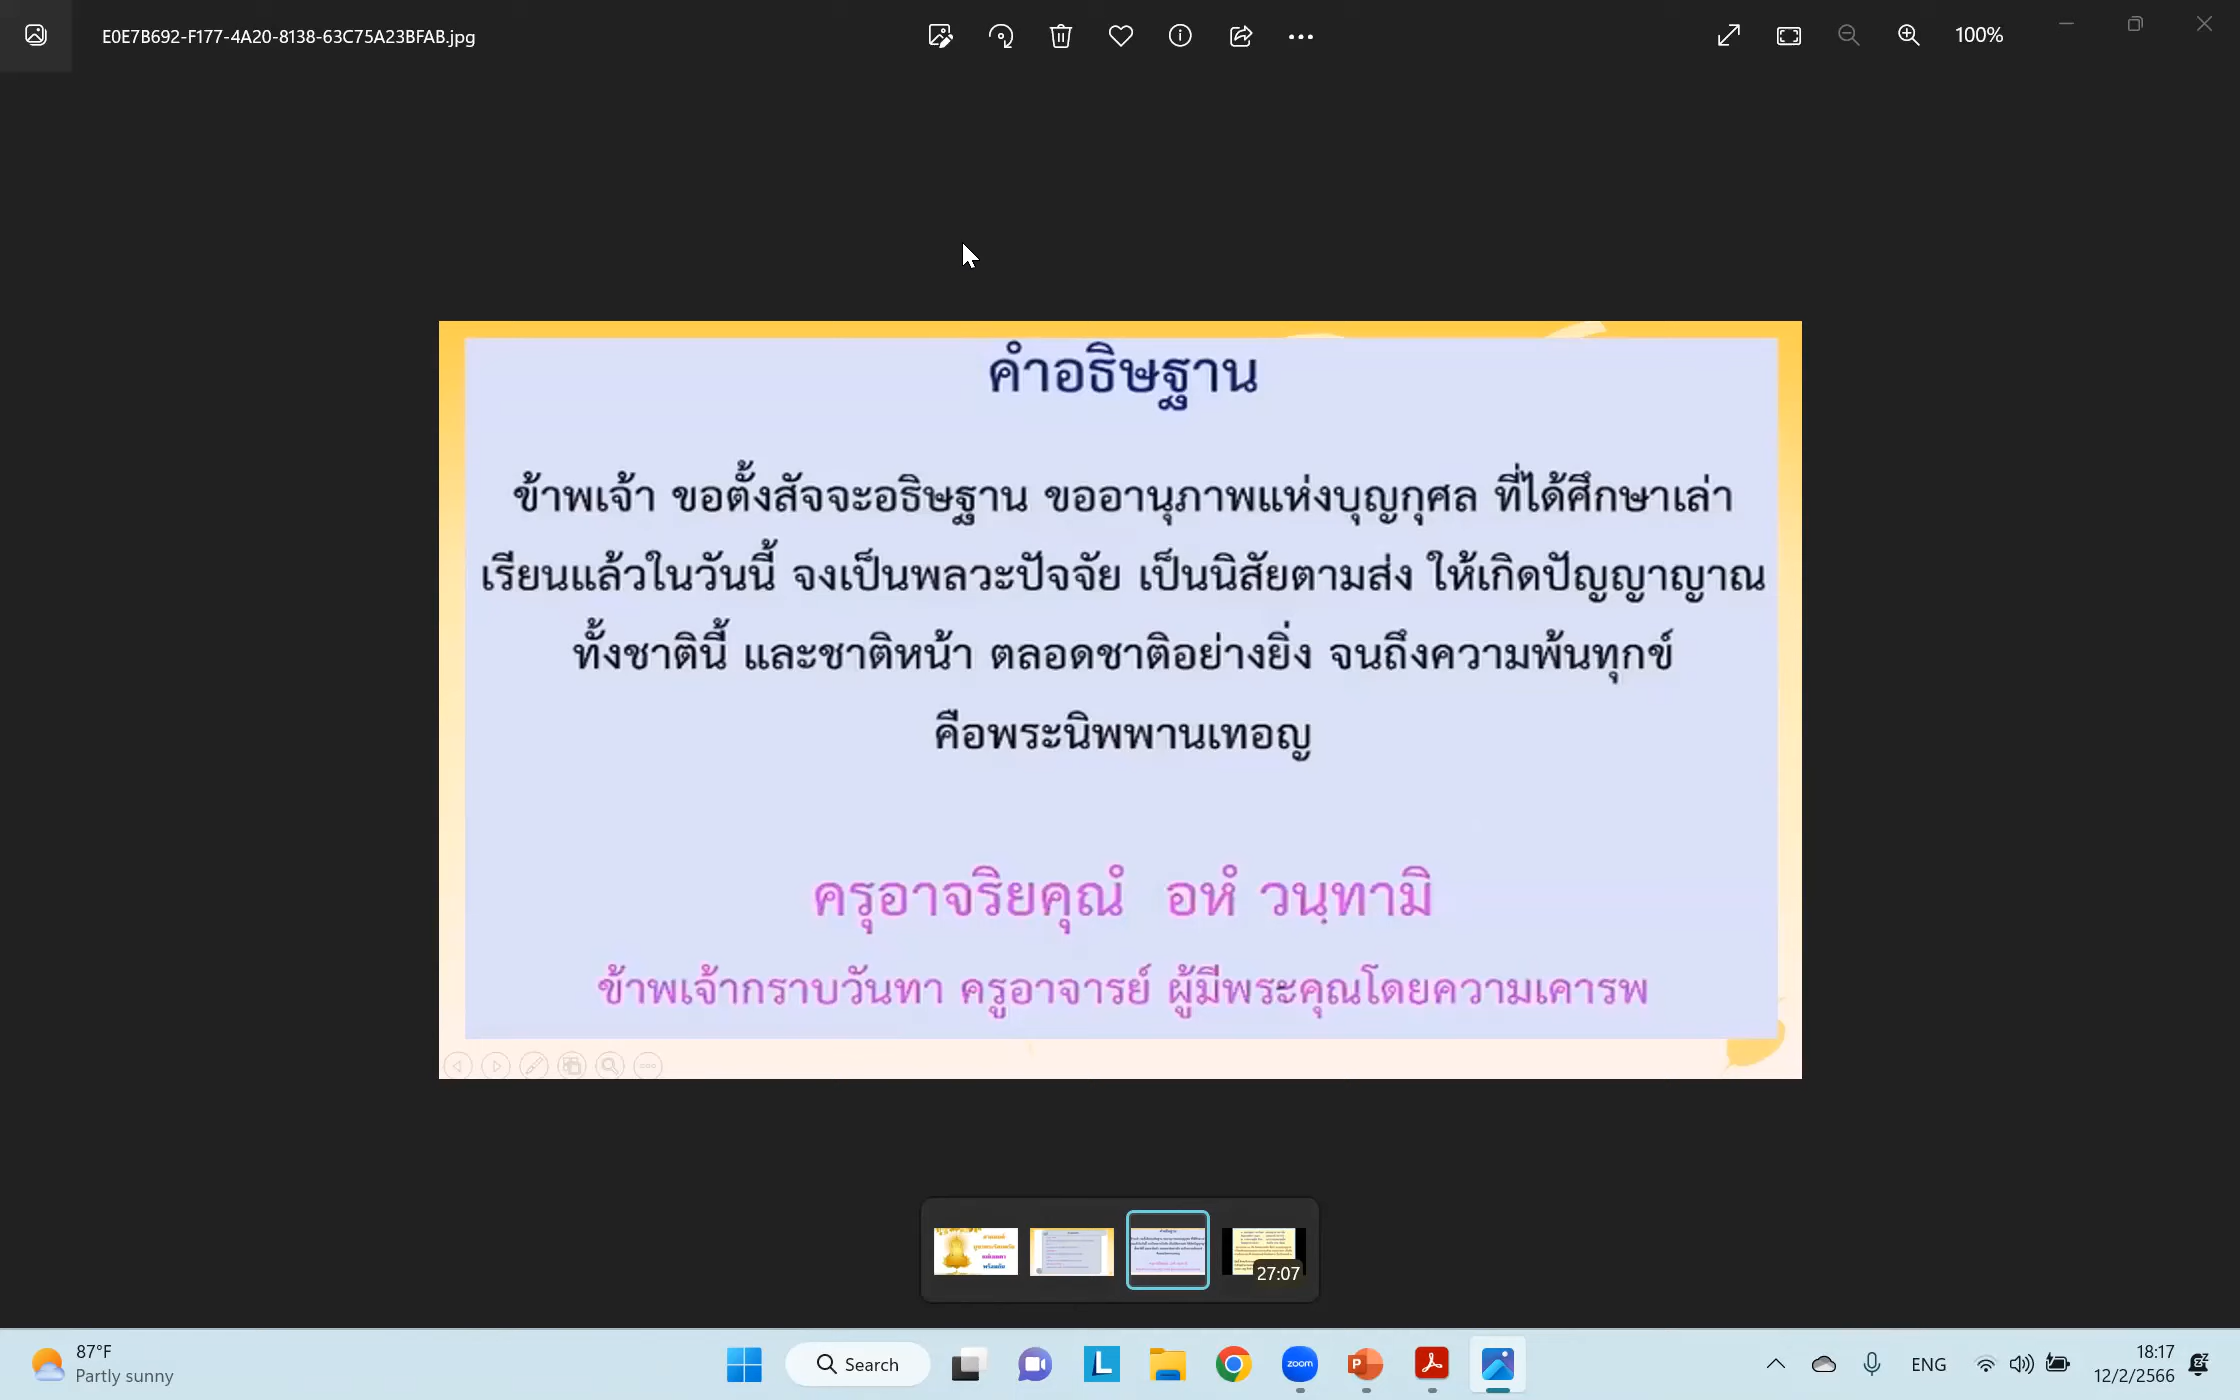 E0E7B692-F177-4A20-8138-63C75A23BFAB.jpg
100%
คำอธิษฐาน
ข้าพเจ้า ขอตั้งสัจจะอธิษฐาน ขออานุภาพแห่งบุญกุศล ที่ได้ศึกษาเล่า
เรียนแล้วในวันนี้ จงเป็นพลวะปัจจัย เป็นนิสัยตามส่ง ให้เกิดปัญญาญาณ
ทั้งชาตินี้ และชาติหน้า ตลอดชาติอย่างยิ่ง จนถึงความพ้นทุกข์
คือพระนิพพานเทอญ
ครุอาจริยคุณํ อหํ วนฺทามิ
ข้าพเจ้ากราบวันทา ครูอาจารย์ ผู้มีพระคุณโดยความเคารพ
27:07
87°F
Partly sunny
Search
L
zoom
P
ENG
18:17
12/2/2566